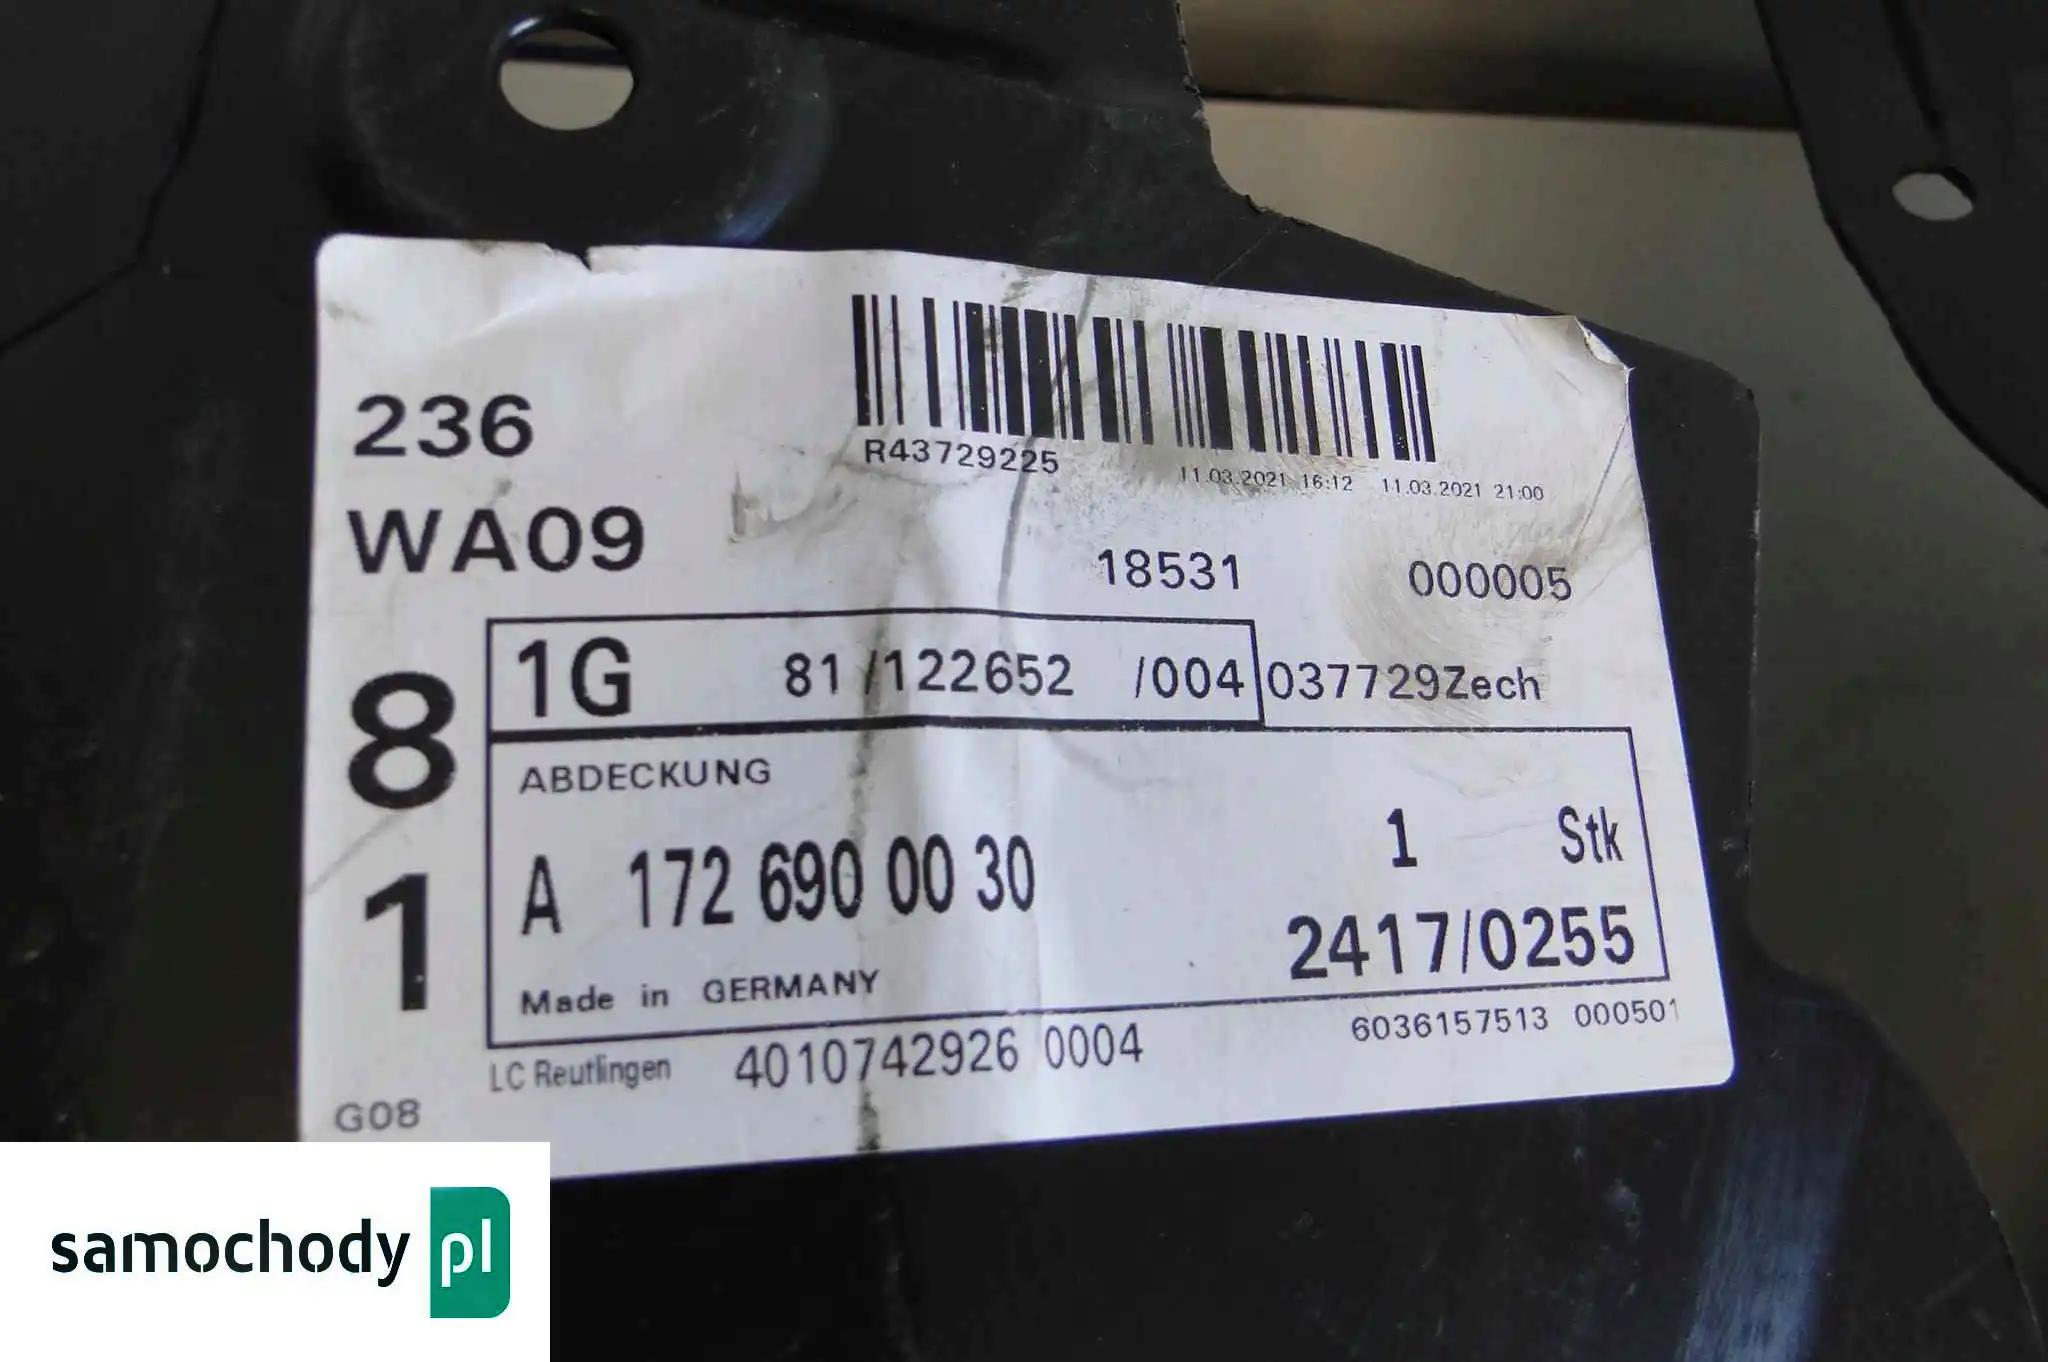 236
R43729225
11.03.2021 16:12 11.03.2021 21:00
WA09
18531 000005
81
1G 81 /122652 /004 037729Zech
ABDECKUNG
A 172 690 00 30 1 Stk
2417/0255
Made in GERMANY
LC Reutlingen 4010742926 0004 6036157513 000501
G08
samochody pl